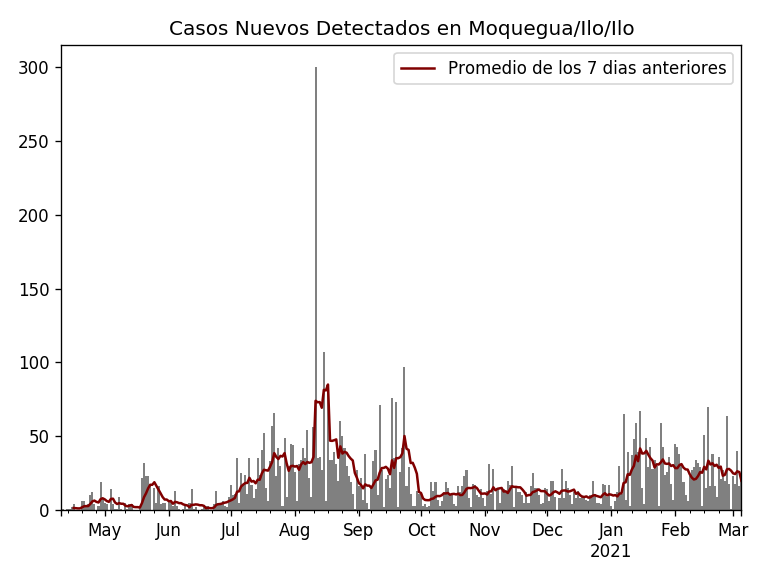 Casos Nuevos Detectados en Moquegua/Ilo/Ilo
Promedio de los 7 dias anteriores
300
250
200
150
100
50
0
May Jun Jul Aug Sep Oct Nov Dec Jan Feb Mar
2021